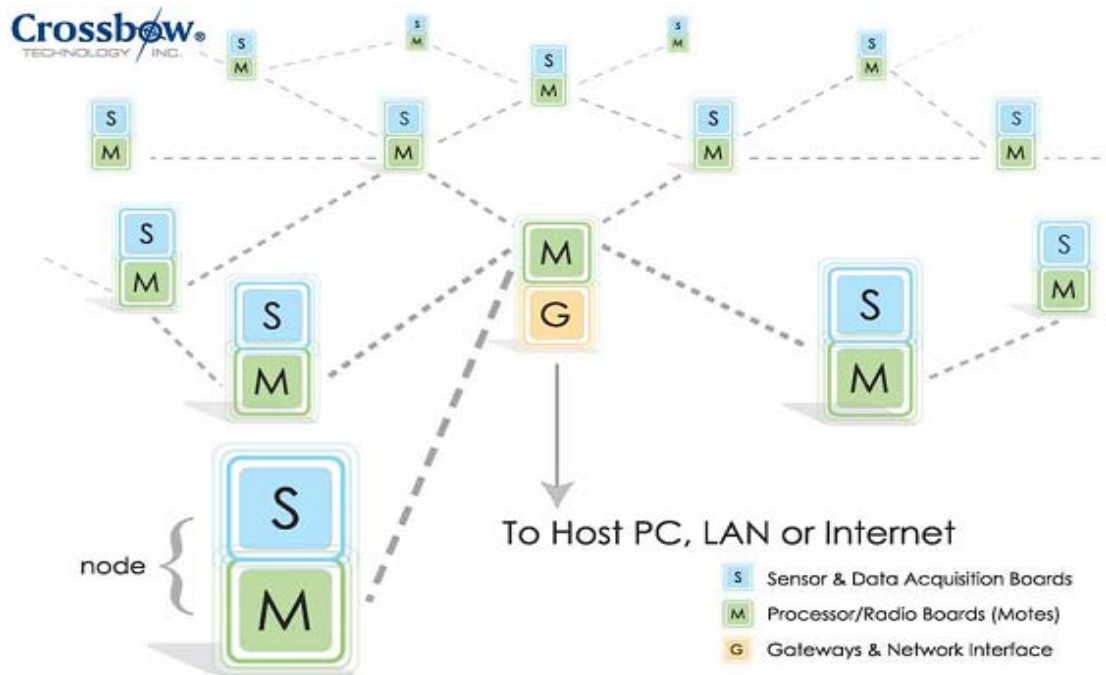 Crossbow®
TECHNOLOGY INC.
S
M
S
M
S
M
S
M
S
M
S
M
S
M
S
M
S
M
S
M
M
G
S
M
S
M
S
M
S
M
node
To Host PC, LAN or Internet
S Sensor & Data Acquisition Boards
M Processor/Radio Boards (Motes)
G Gateways & Network Interface